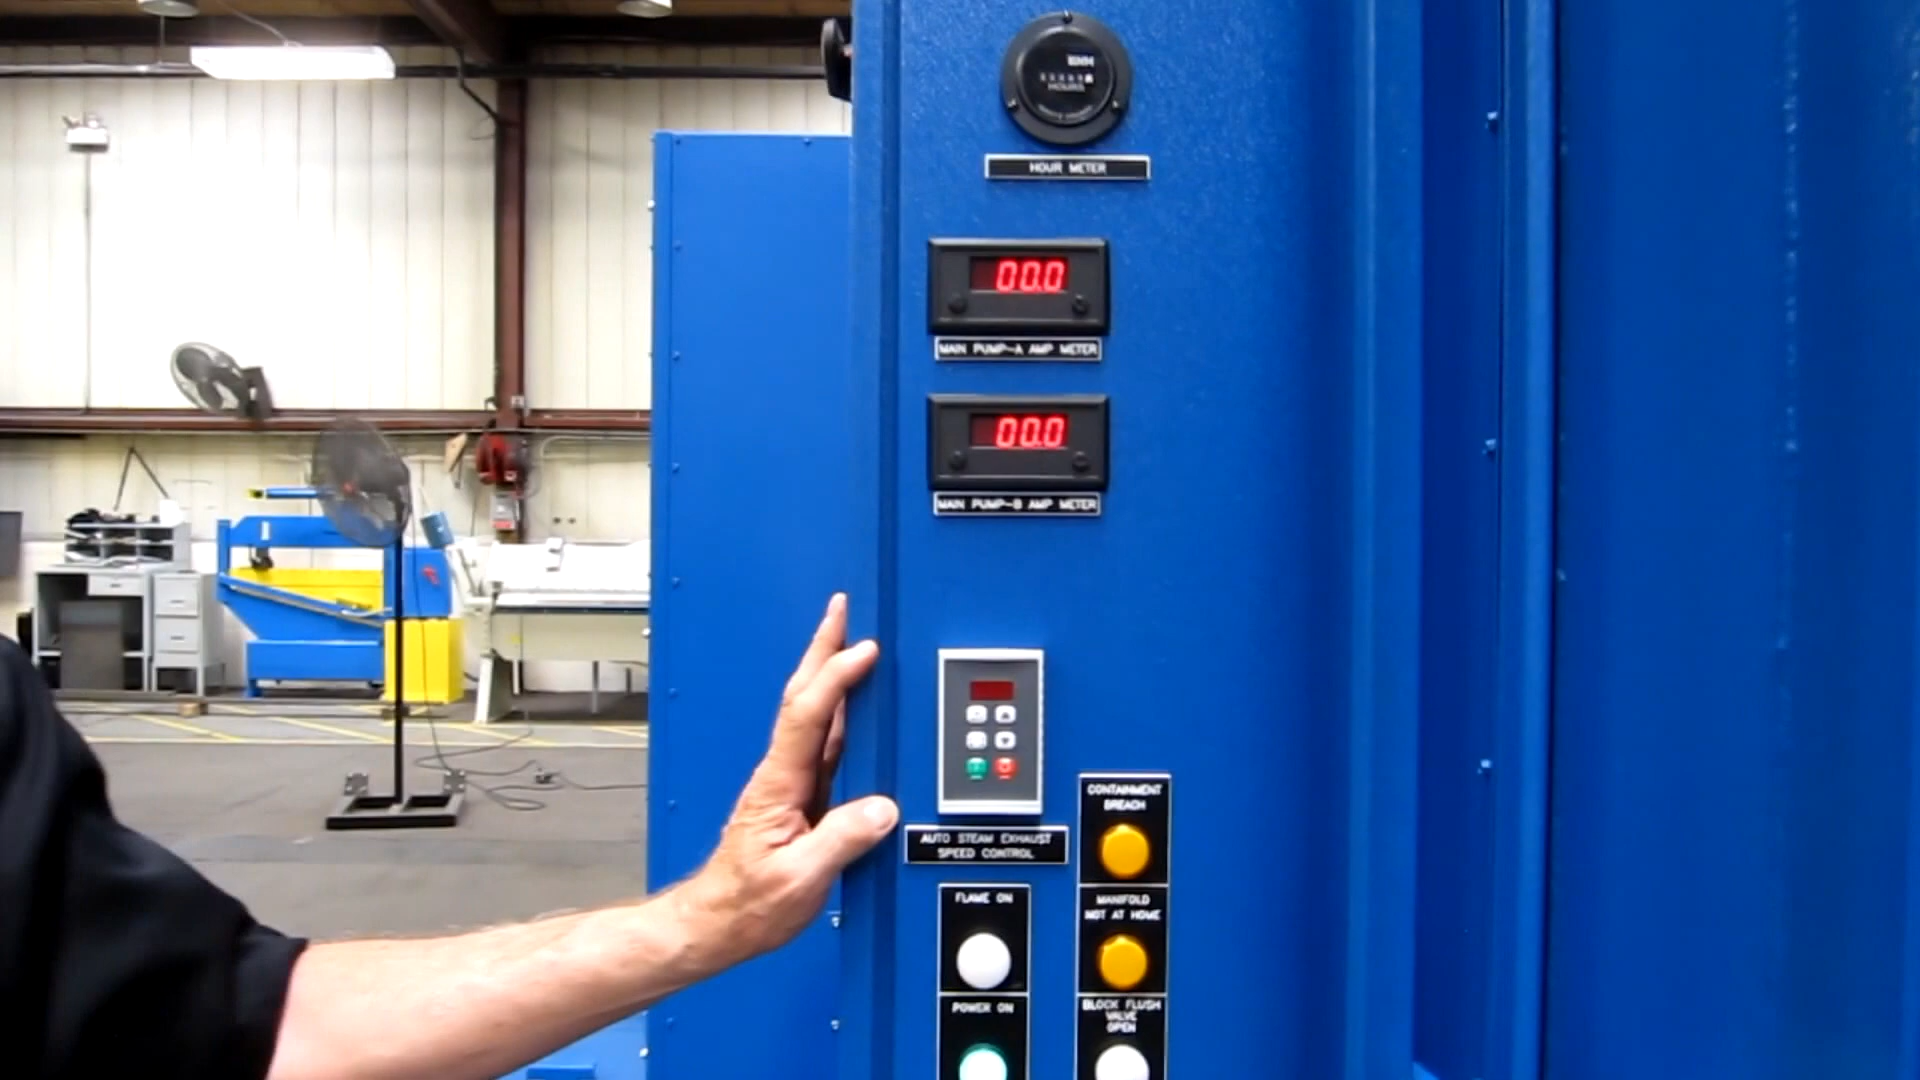 HOURS
HOUR METER
00.0
MAIN PUMP-A AMP METER
00.0
MAIN PUMP-B AMP METER
AUTO STEAM EXHAUST
SPEED CONTROL
CONTAINMENT
BREACH
FLAME ON
MANIFOLD
NOT AT HOME
POWER ON
BLOCK FLUSH
VALVE
OPEN